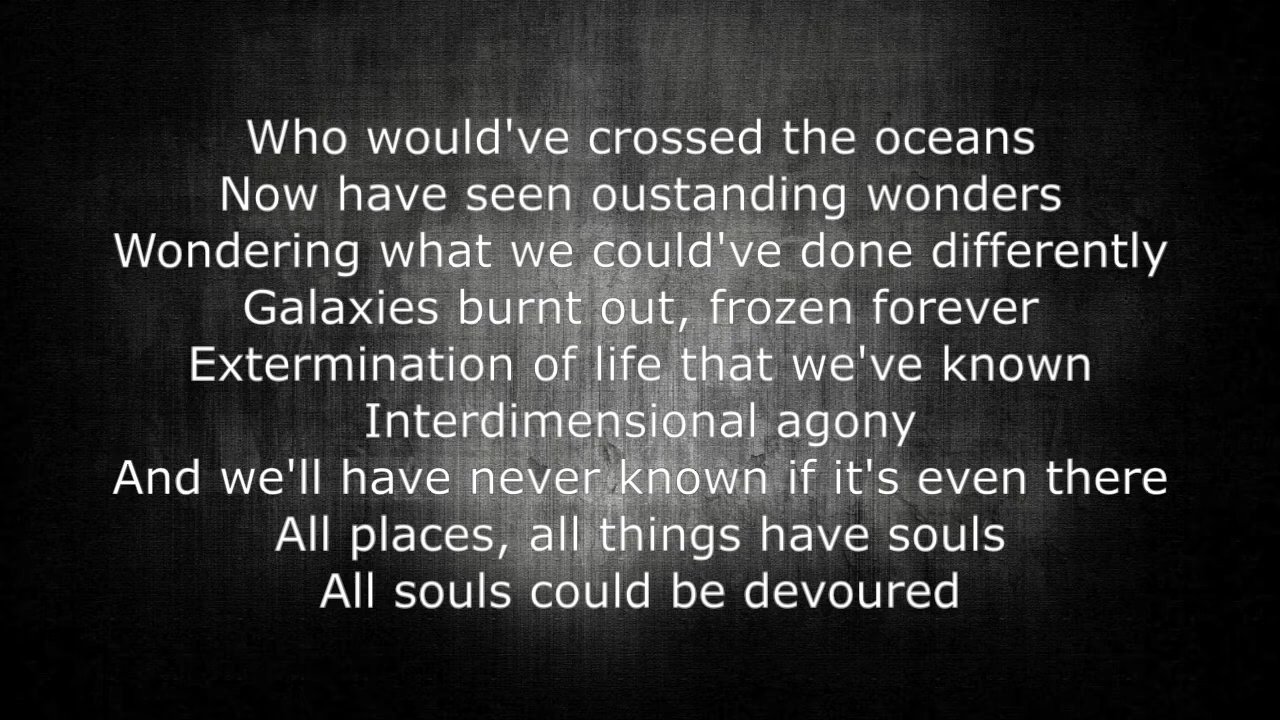 Who would've crossed the oceans
Now have seen oustanding wonders
Wondering what we could've done differently
Galaxies burnt out, frozen forever
Extermination of life that we've known
Interdimensional agony
And we'll have never known if it's even there
All places, all things have souls
All souls could be devoured